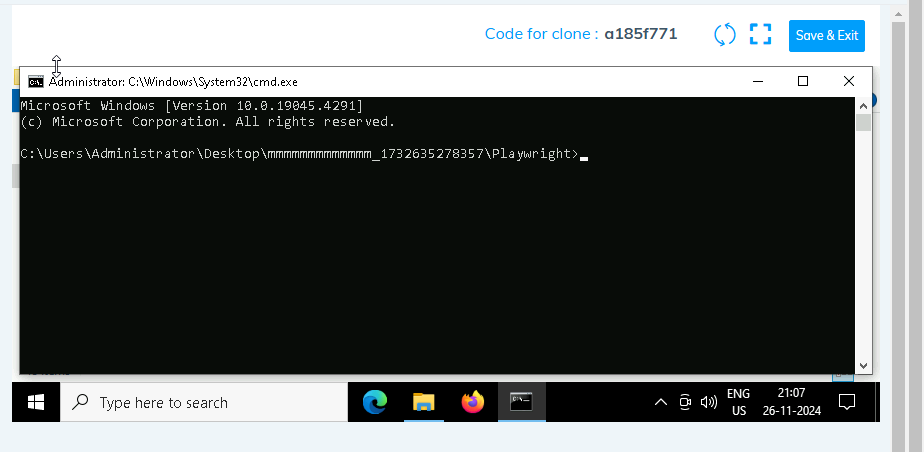 Code for clone : a185f771
Save & Exit
Administrator: C:\Windows\System32\cmd.exe
Microsoft Windows [Version 10.0.19045.4291]
(c) Microsoft Corporation. All rights reserved.
C:\Users\Administrator\Desktop\mmmmmmmmmmmmm_1732635278357\Playwright>
Type here to search
ENG
US
21:07
26-11-2024